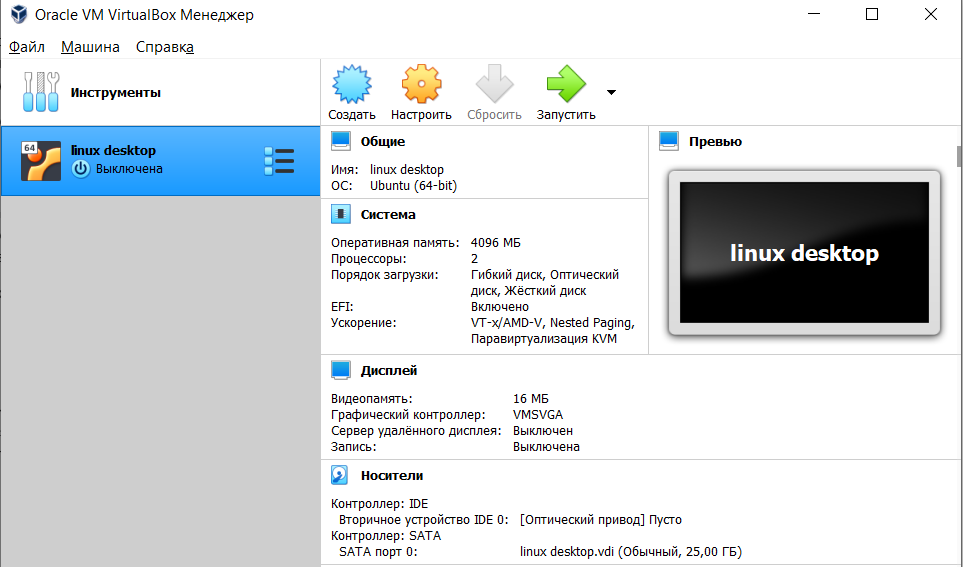 Oracle VM VirtualBox Менеджер
Файл Машина Справка
Инструменты
Создать Настроить Сбросить Запустить
64
linux desktop
Выключена
Общие
Имя: linux desktop
ОС: Ubuntu (64-bit)
Система
Оперативная память: 4096 МБ
Процессоры: 2
Порядок загрузки: Гибкий диск, Оптический
диск, Жёсткий диск
EFI: Включено
Ускорение: VT-x/AMD-V, Nested Paging,
Паравиртуализация KVM
Превью
linux desktop
Дисплей
Видеопамять: 16 МБ
Графический контроллер: VMSVGA
Сервер удалённого дисплея: Выключен
Запись: Выключена
Носители
Контроллер: IDE
Вторичное устройство IDE 0: [Оптический привод] Пусто
Контроллер: SATA
SATA порт 0: linux desktop.vdi (Обычный, 25,00 ГБ)